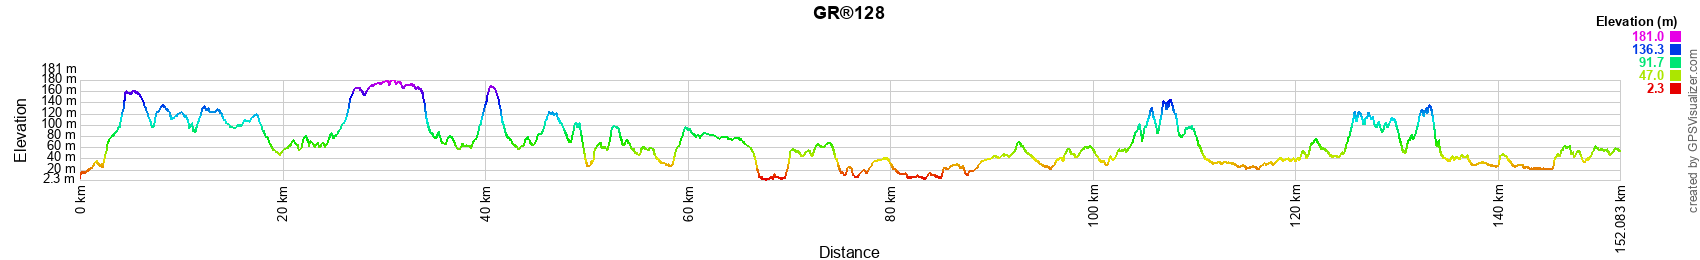 GR®128
Elevation (m)
181.0
136.3
91.7
47.0
2.3
Elevation
181 m
180 m
160 m
140 m
120 m
100 m
80 m
60 m
40 m
20 m
2.3 m
0 km
20 km
40 km
60 km
80 km
100 km
120 km
140 km
152.083 km
Distance
created by GPSVisualizer.com